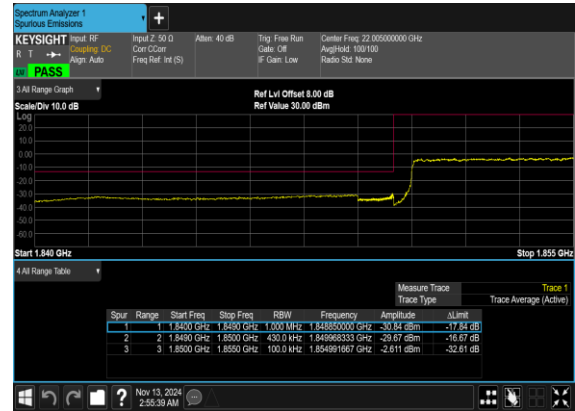 Spectrum Analyzer 1
Spurious Emissions
+
KEYSIGHT Input: RF Input Z: 50 Ω Atten: 40 dB Trig: Free Run Center Freq: 22.005000000 GHz
R T Coupling: DC Corr CCorr Gate: Off Avg|Hold: 100/100
Align: Auto Freq Ref: Int (S) IF Gain: Low Radio Std: None
PASS
3 All Range Graph
Ref Lvl Offset 8.00 dB
Scale/Div 10.0 dB Ref Value 30.00 dBm
Log
20.0
10.0
0.00
-10.0
-20.0
-30.0
-40.0
-50.0
-60.0
Start 1.840 GHz Stop 1.855 GHz
4 All Range Table
Measure Trace Trace 1
Trace Type Trace Average (Active)
Spur Range Start Freq Stop Freq RBW Frequency Amplitude ΔLimit
1 1 1.8400 GHz 1.8490 GHz 1.000 MHz 1.848850000 GHz -30.84 dBm -17.84 dB
2 2 1.8490 GHz 1.8500 GHz 430.0 kHz 1.849968333 GHz -29.67 dBm -16.67 dB
3 3 1.8500 GHz 1.8550 GHz 100.0 kHz 1.854991667 GHz -2.611 dBm -32.61 dB
? Nov 13, 2024
2:55:39 AM